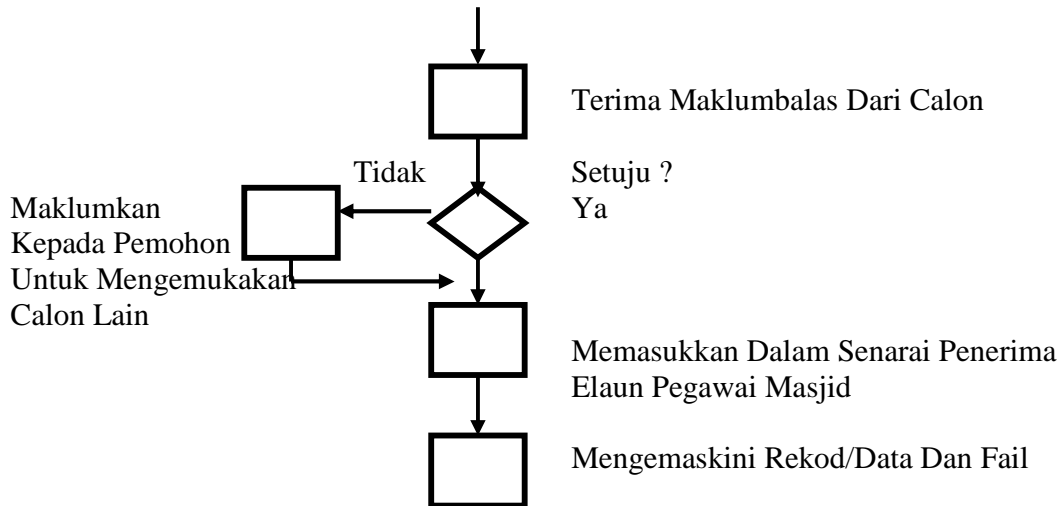 Terima Maklumbalas Dari Calon
Tidak
Setuju ?
Ya
Maklumkan
Kepada Pemohon
Untuk Mengemukakan
Calon Lain
Memasukkan Dalam Senarai Penerima
Elaun Pegawai Masjid
Mengemaskini Rekod/Data Dan Fail